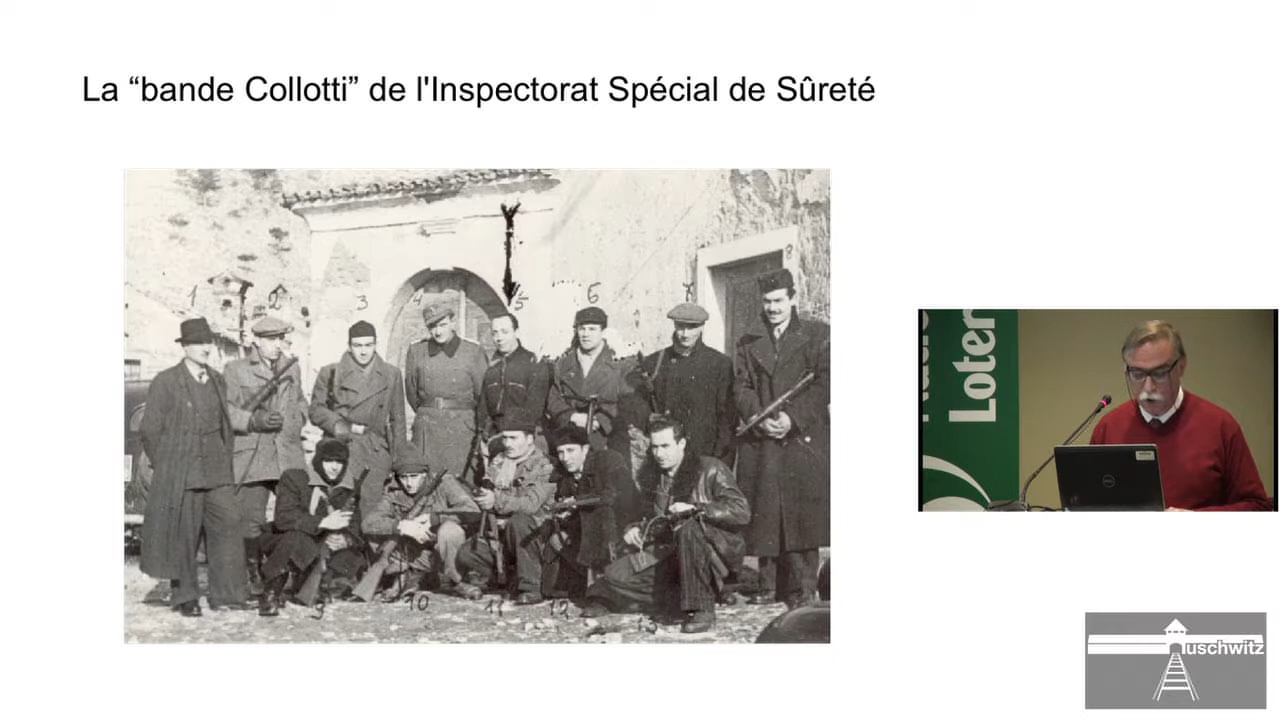 La “bande Collotti” de l'Inspectorat Spécial de Sûreté
1 2 3 4 5 6 7 8
9 10 11 12
Loter
uschwitz